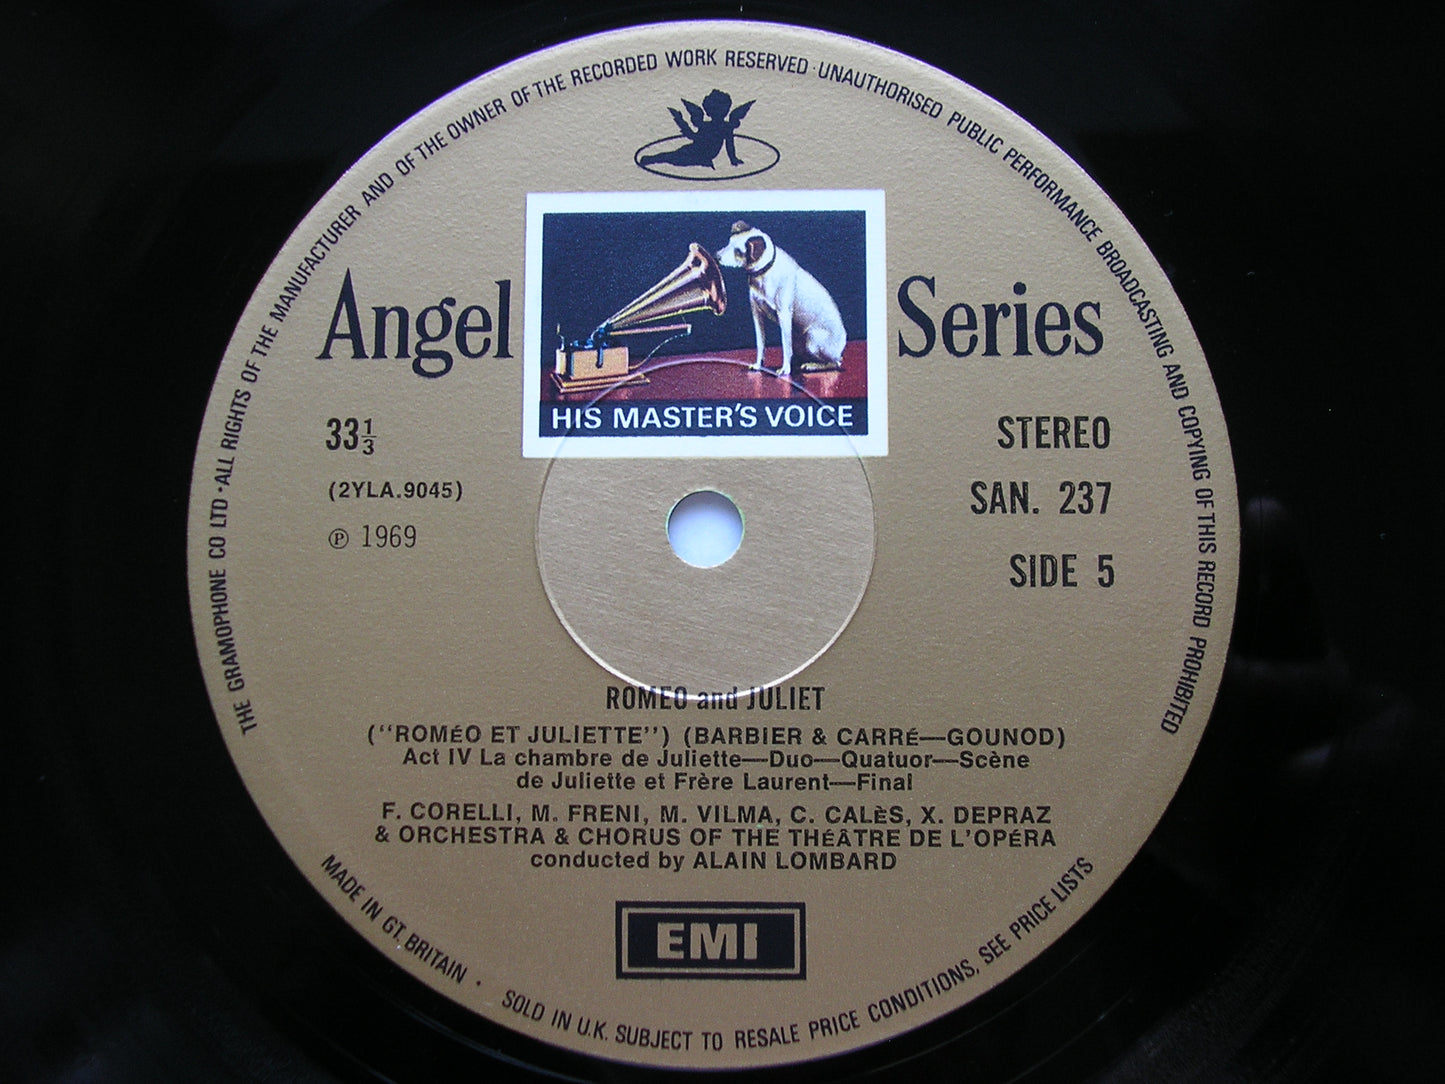 THE GRAMOPHONE CO LTD · ALL RIGHTS OF THE MANUFACTURER AND OF THE OWNER OF THE RECORDED WORK RESERVED · UNAUTHORISED PUBLIC PERFORMANCE BROADCASTING AND COPYING OF THIS RECORD PROHIBITED
Angel Series
HIS MASTER'S VOICE
33⅓
STEREO
(2YLA.9045)
SAN. 237
℗ 1969
SIDE 5
ROMEO and JULIET
("ROMéO ET JULIETTE") (BARBIER & CARRé—GOUNOD)
Act IV La chambre de Juliette—Duo—Quatuor—Scène
de Juliette et Frère Laurent—Final
F. CORELLI, M. FRENI, M. VILMA, C. CALèS, X. DEPRAZ
& ORCHESTRA & CHORUS OF THE THÉÂTRE DE L'OPÉRA
conducted by ALAIN LOMBARD
EMI
MADE IN GT. BRITAIN · SOLD IN U.K. SUBJECT TO RESALE PRICE CONDITIONS, SEE PRICE LISTS